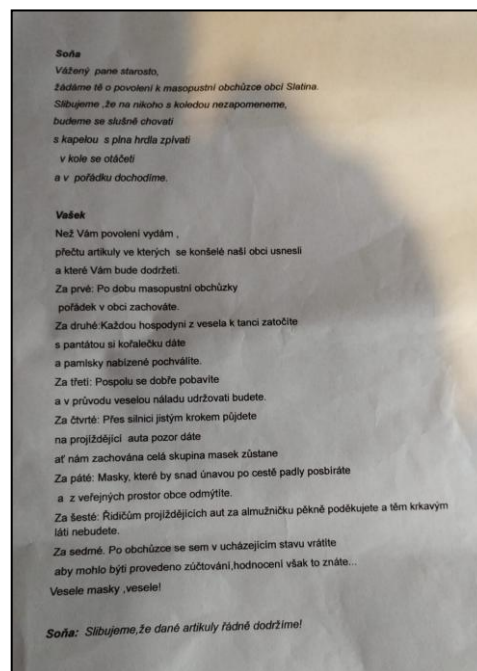 Soňa
Vážený pane starosto,
žádáme tě o povolení k masopustní obchůzce obcí Slatina.
Slibujeme ,že na nikoho s koledou nezapomeneme,
budeme se slušně chovati
s kapelou s plna hrdla zpívati
v kole se otáčeti
a v pořádku dochodíme.
Vašek
Než Vám povolení vydám ,
přečtu artikuly ve kterých se konšelé naší obci usnesli
a které Vám bude dodržeti.
Za prvé: Po dobu masopustní obchůzky
pořádek v obci zachováte.
Za druhé:Každou hospodyni z vesela k tanci zatočíte
s pantátou si kořalečku dáte
a pamlsky nabízené pochválíte.
Za třetí: Pospolu se dobře pobavíte
a v průvodu veselou náladu udržovati budete.
Za čtvrté: Přes silnici jistým krokem půjdete
na projíždějící auta pozor dáte
ať nám zachována celá skupina masek zůstane
Za páté: Masky, které by snad únavou po cestě padly posbíráte
a z veřejných prostor obce odmýtíte.
Za šesté: Řidičům projíždějících aut za almužničku pěkně poděkujete a těm krkavým
láti nebudete.
Za sedmé. Po obchůzce se sem v ucházejícím stavu vrátíte
aby mohlo býti provedeno zúčtování,hodnocení však to znáte...
Vesele masky ,vesele!
Soňa: Slibujeme,že dané artikuly řádně dodržíme!